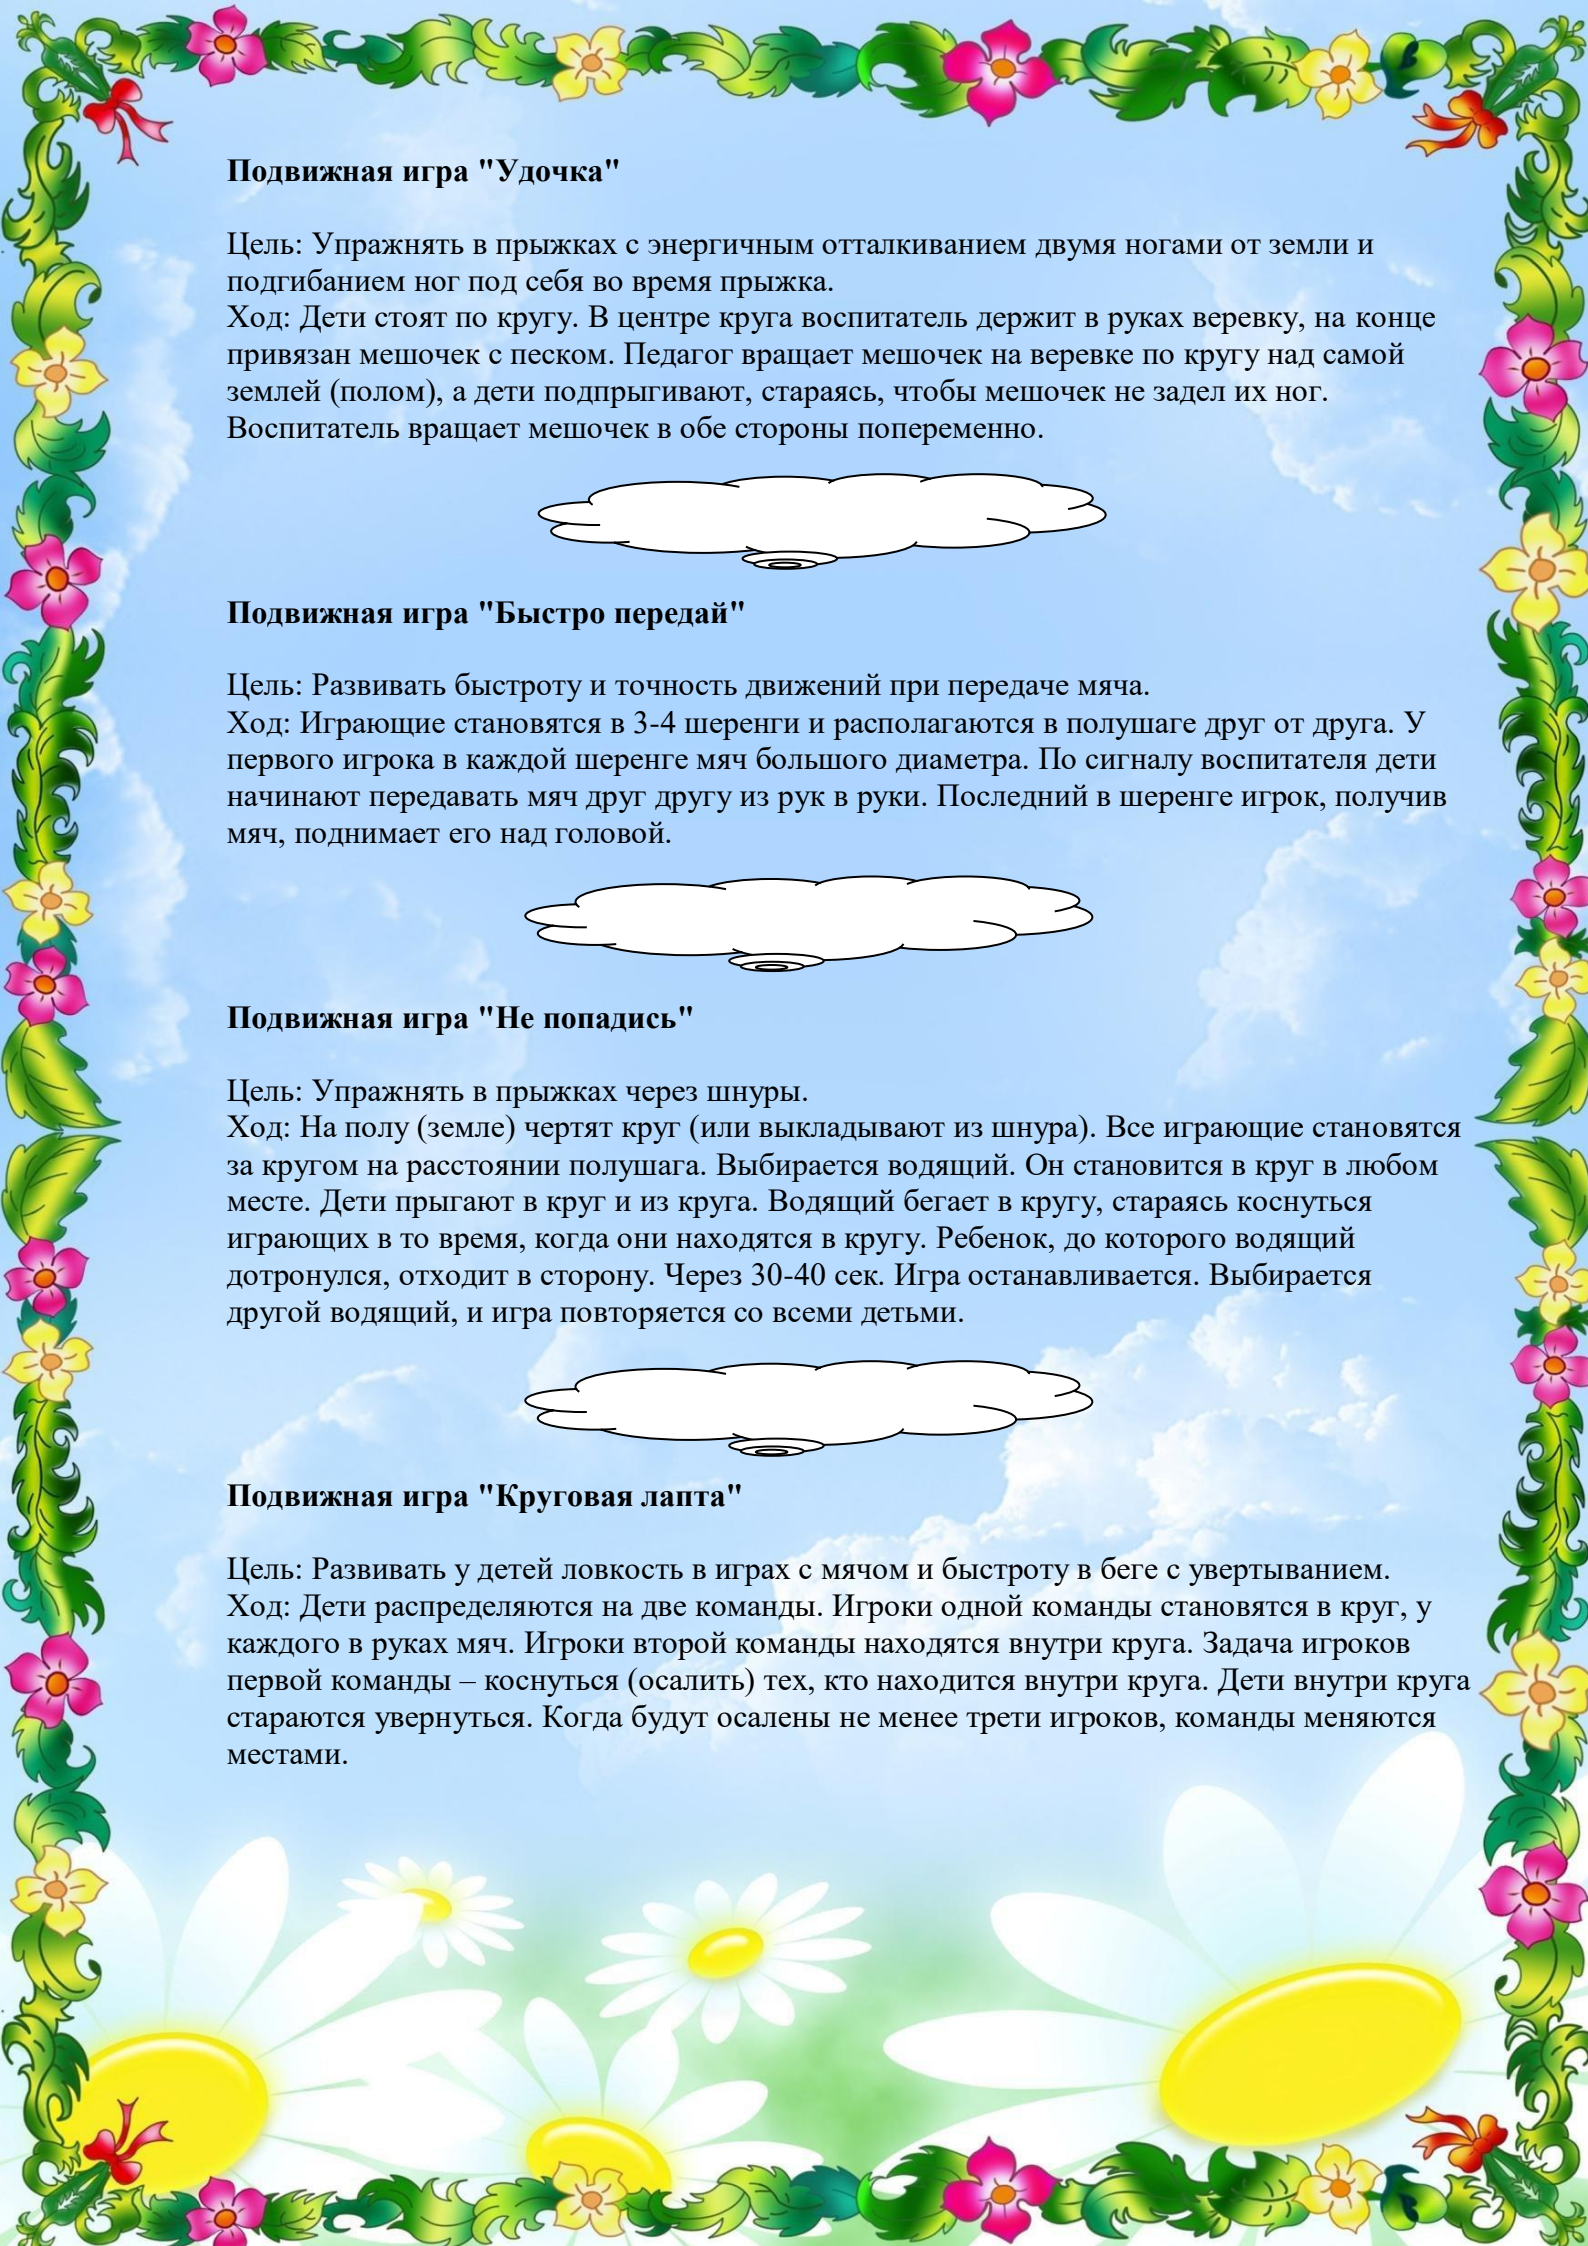 Подвижная игра "Удочка"
Цель: Упражнять в прыжках с энергичным отталкиванием двумя ногами от земли и
подгибанием ног под себя во время прыжка.
Ход: Дети стоят по кругу. В центре круга воспитатель держит в руках веревку, на конце
привязан мешочек с песком. Педагог вращает мешочек на веревке по кругу над самой
землей (полом), а дети подпрыгивают, стараясь, чтобы мешочек не задел их ног.
Воспитатель вращает мешочек в обе стороны попеременно.
Подвижная игра "Быстро передай"
Цель: Развивать быстроту и точность движений при передаче мяча.
Ход: Играющие становятся в 3-4 шеренги и располагаются в полушаге друг от друга. У
первого игрока в каждой шеренге мяч большого диаметра. По сигналу воспитателя дети
начинают передавать мяч друг другу из рук в руки. Последний в шеренге игрок, получив
мяч, поднимает его над головой.
Подвижная игра "Не попадись"
Цель: Упражнять в прыжках через шнуры.
Ход: На полу (земле) чертят круг (или выкладывают из шнура). Все играющие становятся
за кругом на расстоянии полушага. Выбирается водящий. Он становится в круг в любом
месте. Дети прыгают в круг и из круга. Водящий бегает в кругу, стараясь коснуться
играющих в то время, когда они находятся в кругу. Ребенок, до которого водящий
дотронулся, отходит в сторону. Через 30-40 сек. Игра останавливается. Выбирается
другой водящий, и игра повторяется со всеми детьми.
Подвижная игра "Круговая лапта"
Цель: Развивать у детей ловкость в играх с мячом и быстроту в беге с увертыванием.
Ход: Дети распределяются на две команды. Игроки одной команды становятся в круг, у
каждого в руках мяч. Игроки второй команды находятся внутри круга. Задача игроков
первой команды – коснуться (осалить) тех, кто находится внутри круга. Дети внутри круга
стараются увернуться. Когда будут осалены не менее трети игроков, команды меняются
местами.